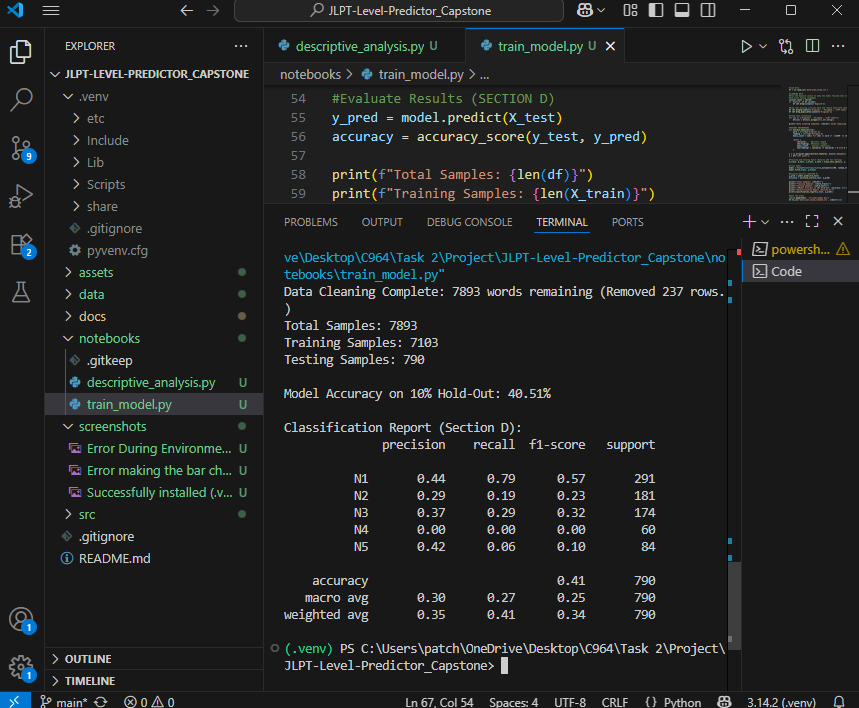 JLPT-Level-Predictor_Capstone
EXPLORER
JLPT-LEVEL-PREDICTOR_CAPSTONE
.venv
etc
Include
Lib
Scripts
share
.gitignore
pyvenv.cfg
assets
data
docs
notebooks
.gitkeep
descriptive_analysis.py U
train_model.py U
screenshots
Error During Environme... U
Error making the bar ch... U
Successfully installed (.v... U
src
.gitignore
README.md
OUTLINE
TIMELINE
9
2
1
1
descriptive_analysis.py U
train_model.py U
notebooks > train_model.py > ...
54 #Evaluate Results (SECTION D)
55 y_pred = model.predict(X_test)
56 accuracy = accuracy_score(y_test, y_pred)
57
58 print(f"Total Samples: {len(df)}")
59 print(f"Training Samples: {len(X_train)}")
PROBLEMS OUTPUT DEBUG CONSOLE TERMINAL PORTS
powersh...
Code
ve\Desktop\C964\Task 2\Project\JLPT-Level-Predictor_Capstone\no
tebooks\train_model.py"
Data Cleaning Complete: 7893 words remaining (Removed 237 rows.
)
Total Samples: 7893
Training Samples: 7103
Testing Samples: 790
Model Accuracy on 10% Hold-Out: 40.51%
Classification Report (Section D):
precision recall f1-score support
N1 0.44 0.79 0.57 291
N2 0.29 0.19 0.23 181
N3 0.37 0.29 0.32 174
N4 0.00 0.00 0.00 60
N5 0.42 0.06 0.10 84
accuracy 0.41 790
macro avg 0.30 0.27 0.25 790
weighted avg 0.35 0.41 0.34 790
(.venv) PS C:\Users\patch\OneDrive\Desktop\C964\Task 2\Project\
JLPT-Level-Predictor_Capstone>
main* 0 0 Ln 67, Col 54 Spaces: 4 UTF-8 CRLF {} Python 3.14.2 (.venv)